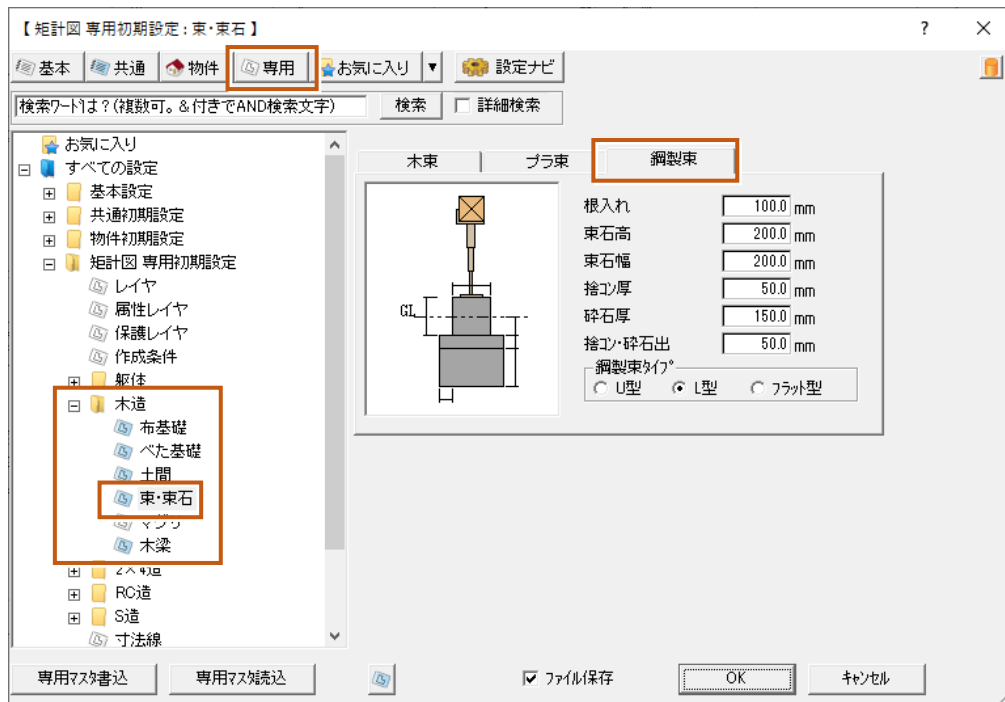 【 矩計図 専用初期設定 : 束・束石 】
? ×
基本 共通 物件 専用 お気に入り ▼ 設定ナビ
検索ワードは？(複数可。＆付きでAND検索文字) 検索 詳細検索
お気に入り
すべての設定
基本設定
共通初期設定
物件初期設定
矩計図 専用初期設定
レイヤ
属性レイヤ
保護レイヤ
作成条件
躯体
木造
布基礎
べた基礎
土間
束・束石
マグサ
木梁
2×4造
RC造
S造
寸法線
木束 プラ束 鋼製束
GL
根入れ 100.0 mm
束石高 200.0 mm
束石幅 200.0 mm
捨コン厚 50.0 mm
砕石厚 150.0 mm
捨コン・砕石出 50.0 mm
鋼製束タイプ
U型 L型 フラット型
専用マスタ書込 専用マスタ読込 ファイル保存 OK キャンセル